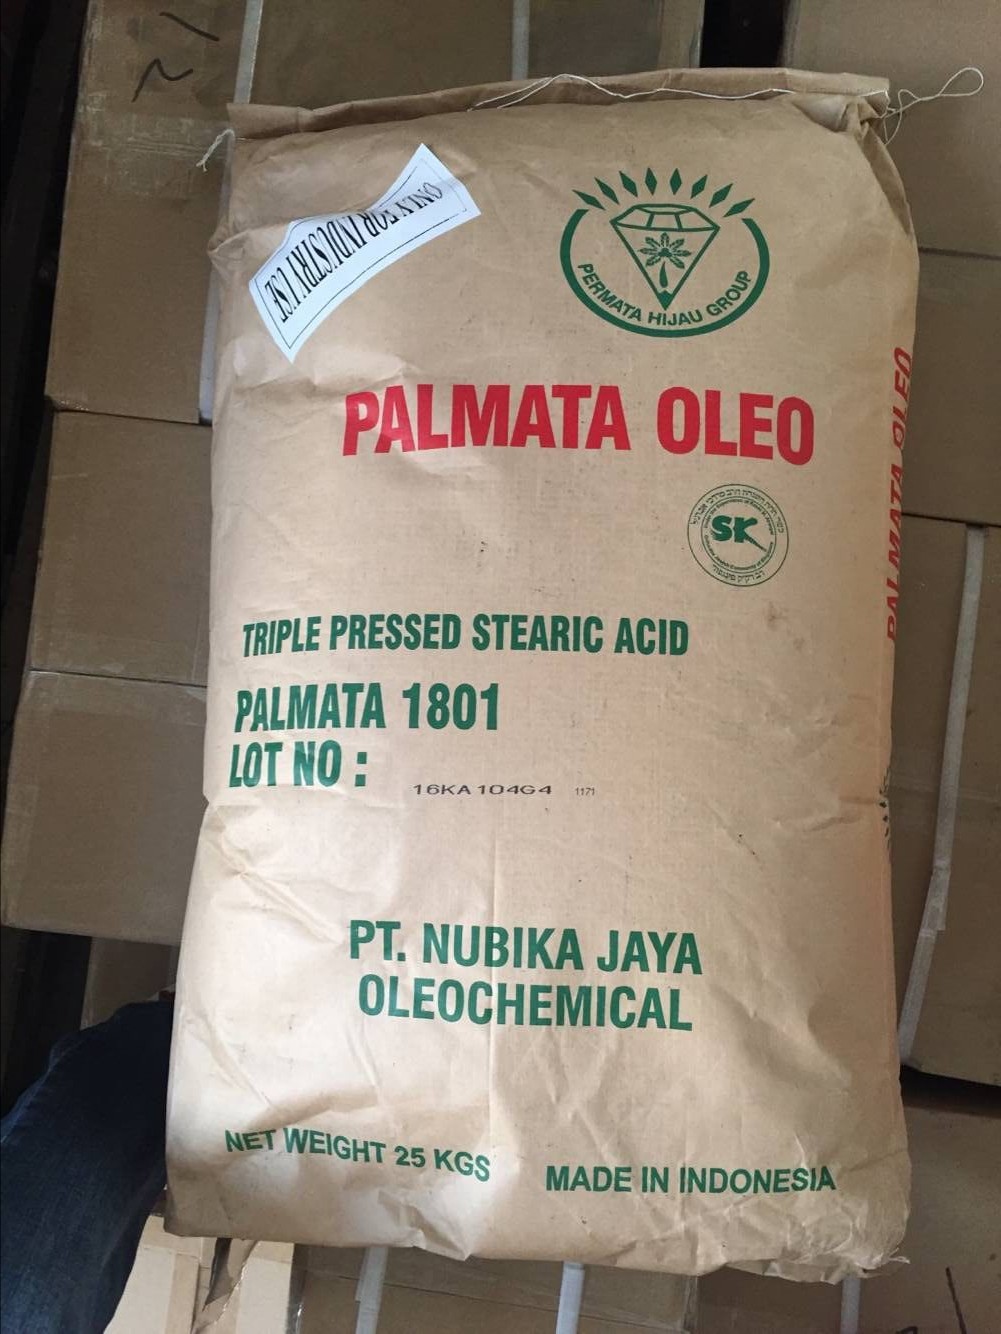 ONLY FOR INDUSTRY USE
PERMATA HIJAU GROUP
PALMATA OLEO
PALMATA OLEO
SK
TRIPLE PRESSED STEARIC ACID
PALMATA 1801
LOT NO :
16KA104G4 1171
PT. NUBIKA JAYA
OLEOCHEMICAL
NET WEIGHT 25 KGS
MADE IN INDONESIA